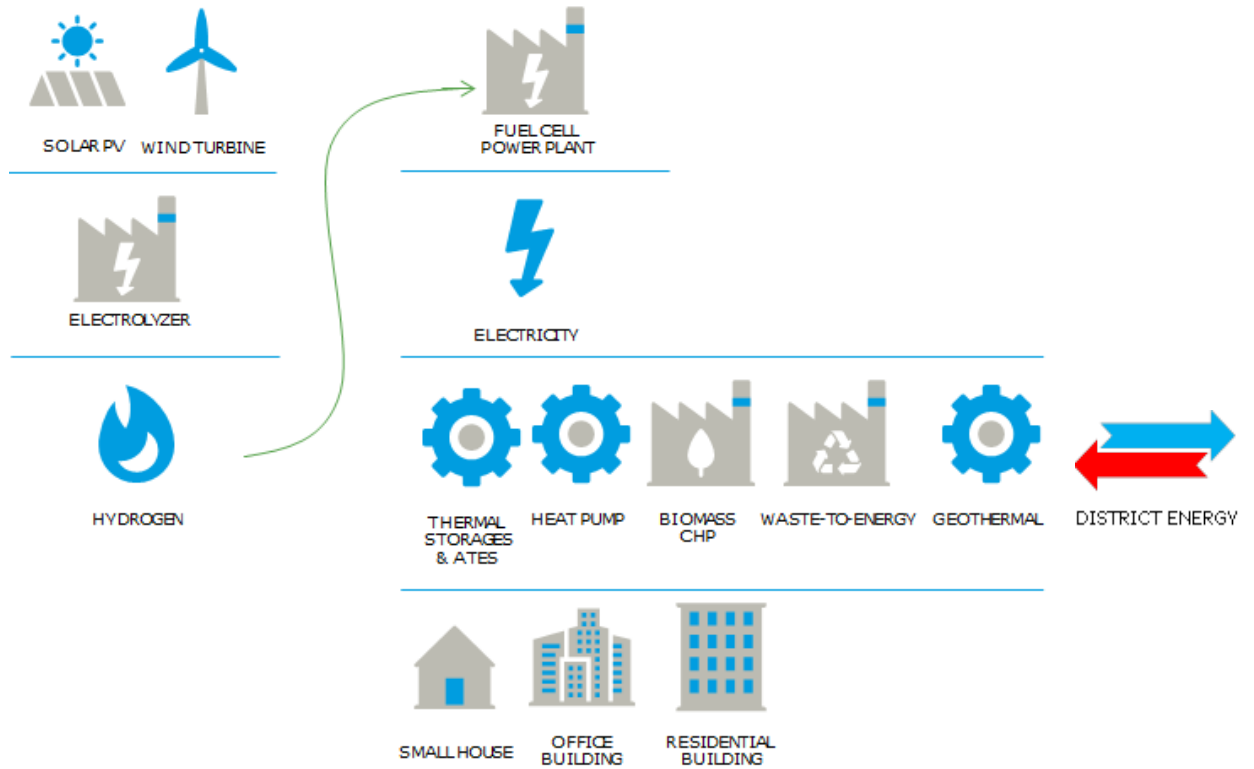 SOLAR PV
WIND TURBINE
FUEL CELL
POWER PLANT
ELECTROLYZER
ELECTRICITY
HYDROGEN
THERMAL
STORAGES
& ATES
HEAT PUMP
BIOMASS
CHP
WASTE-TO-ENERGY
GEOTHERMAL
DISTRICT ENERGY
SMALL HOUSE
OFFICE
BUILDING
RESIDENTIAL
BUILDING